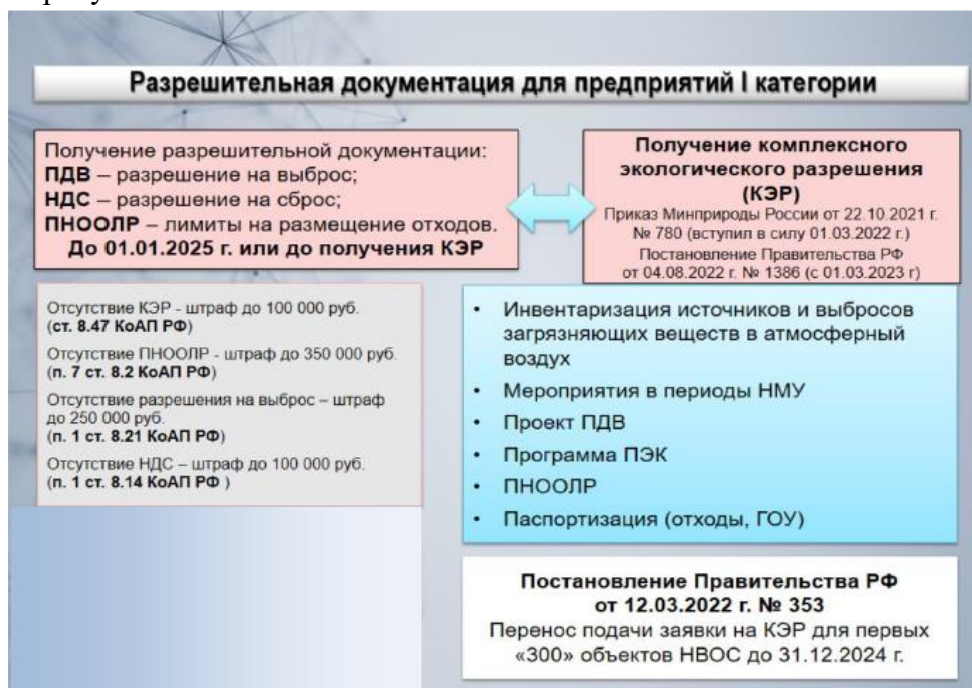 Разрешительная документация для предприятий I категории
Получение разрешительной документации:
ПДВ – разрешение на выброс;
НДС – разрешение на сброс;
ПНООЛР – лимиты на размещение отходов.
До 01.01.2025 г. или до получения КЭР
Получение комплексного
экологического разрешения
(КЭР)
Приказ Минприроды России от 22.10.2021 г.
№ 780 (вступил в силу 01.03.2022 г.)
Постановление Правительства РФ
от 04.08.2022 г. № 1386 (с 01.03.2023 г)
Отсутствие КЭР - штраф до 100 000 руб.
(ст. 8.47 КоАП РФ)
Отсутствие ПНООЛР - штраф до 350 000 руб.
(п. 7 ст. 8.2 КоАП РФ)
Отсутствие разрешения на выброс – штраф
до 250 000 руб.
(п. 1 ст. 8.21 КоАП РФ)
Отсутствие НДС – штраф до 100 000 руб.
(п. 1 ст. 8.14 КоАП РФ )
• Инвентаризация источников и выбросов
загрязняющих веществ в атмосферный
воздух
• Мероприятия в периоды НМУ
• Проект ПДВ
• Программа ПЭК
• ПНООЛР
• Паспортизация (отходы, ГОУ)
Постановление Правительства РФ
от 12.03.2022 г. № 353
Перенос подачи заявки на КЭР для первых
«300» объектов НВОС до 31.12.2024 г.